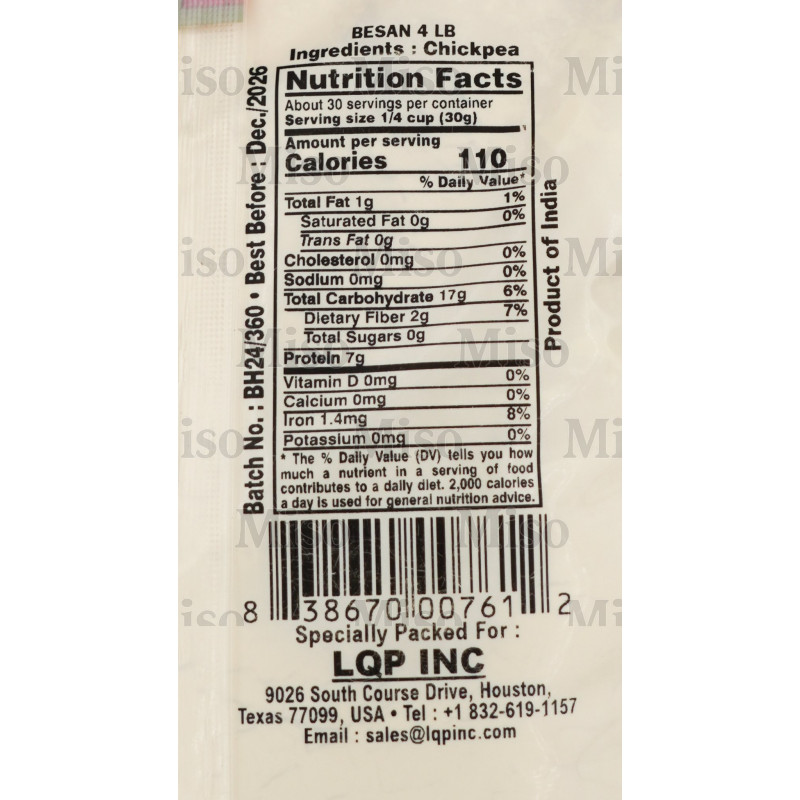 BESAN 4 LB
Ingredients : Chickpea
Nutrition Facts
About 30 servings per container
Serving size 1/4 cup (30g)
Amount per serving
Calories 110
% Daily Value*
Total Fat 1g 1%
Saturated Fat 0g 0%
Trans Fat 0g
Cholesterol 0mg 0%
Sodium 0mg 0%
Total Carbohydrate 17g 6%
Dietary Fiber 2g 7%
Total Sugars 0g
Protein 7g
Vitamin D 0mg 0%
Calcium 0mg 0%
Iron 1.4mg 8%
Potassium 0mg 0%
* The % Daily Value (DV) tells you how
much a nutrient in a serving of food
contributes to a daily diet. 2,000 calories
a day is used for general nutrition advice.
Batch No. : BH24/360 • Best Before : Dec./2026
Product of India
8 38670 00761 2
Specially Packed For :
LQP INC
9026 South Course Drive, Houston,
Texas 77099, USA • Tel : +1 832-619-1157
Email : sales@lqpinc.com
Miso